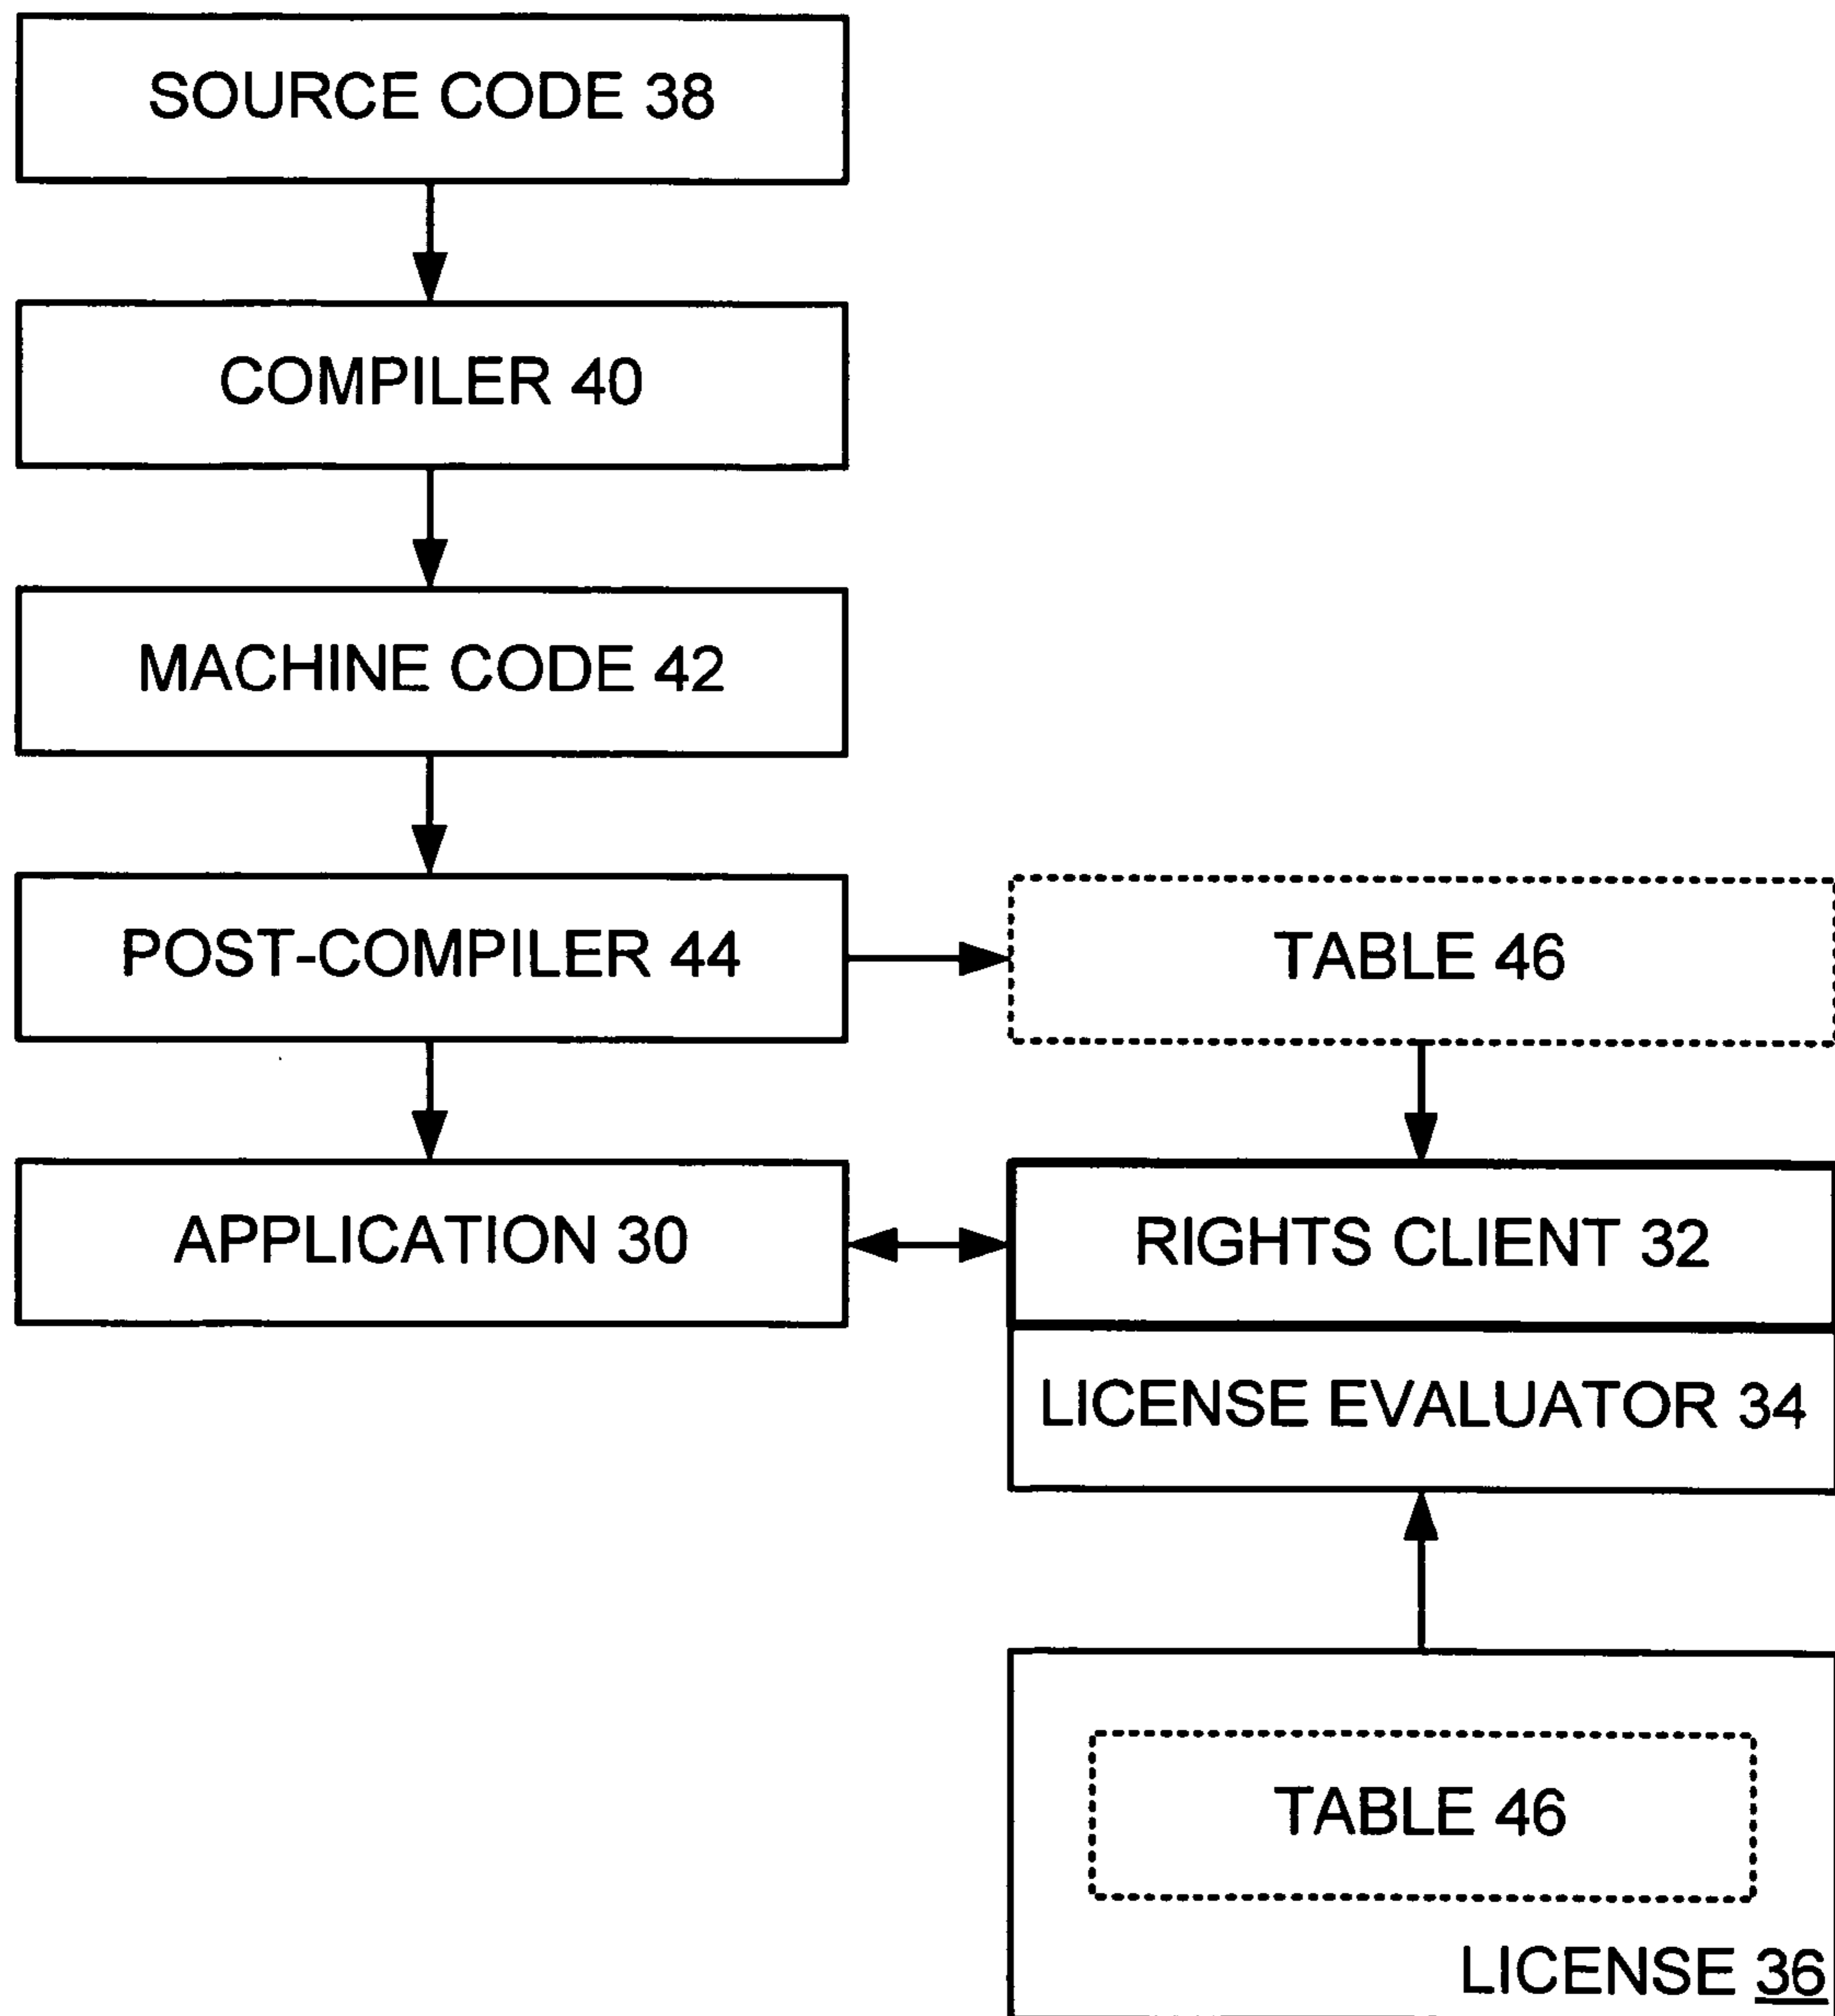 SOURCE CODE 38
COMPILER 40
MACHINE CODE 42
POST-COMPILER 44
TABLE 46
APPLICATION 30
RIGHTS CLIENT 32
LICENSE EVALUATOR 34
TABLE 46
LICENSE 36